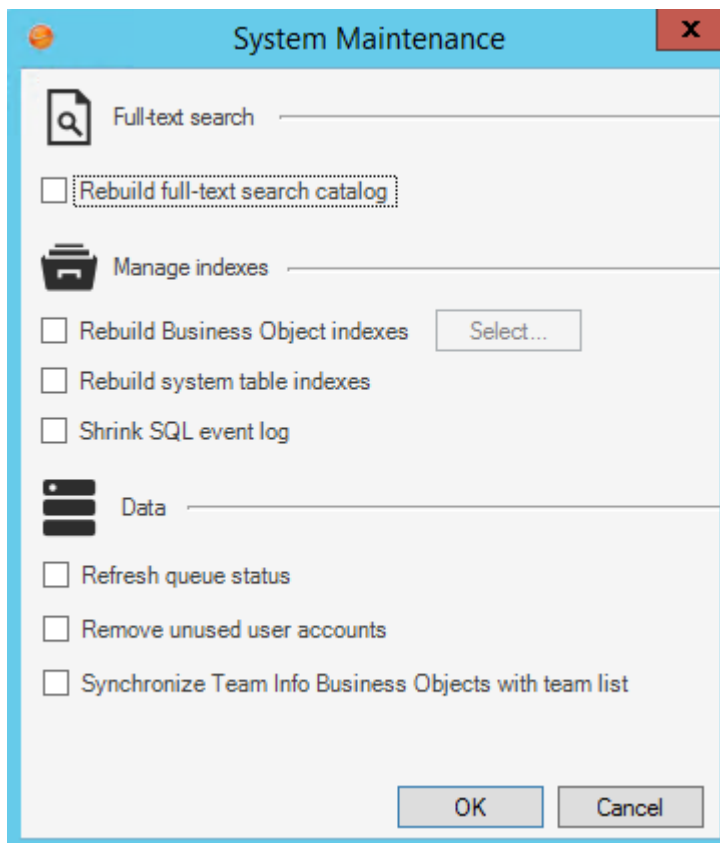 System Maintenance
x
Full-text search
Rebuild full-text search catalog
Manage indexes
Rebuild Business Object indexes Select...
Rebuild system table indexes
Shrink SQL event log
Data
Refresh queue status
Remove unused user accounts
Synchronize Team Info Business Objects with team list
OK Cancel